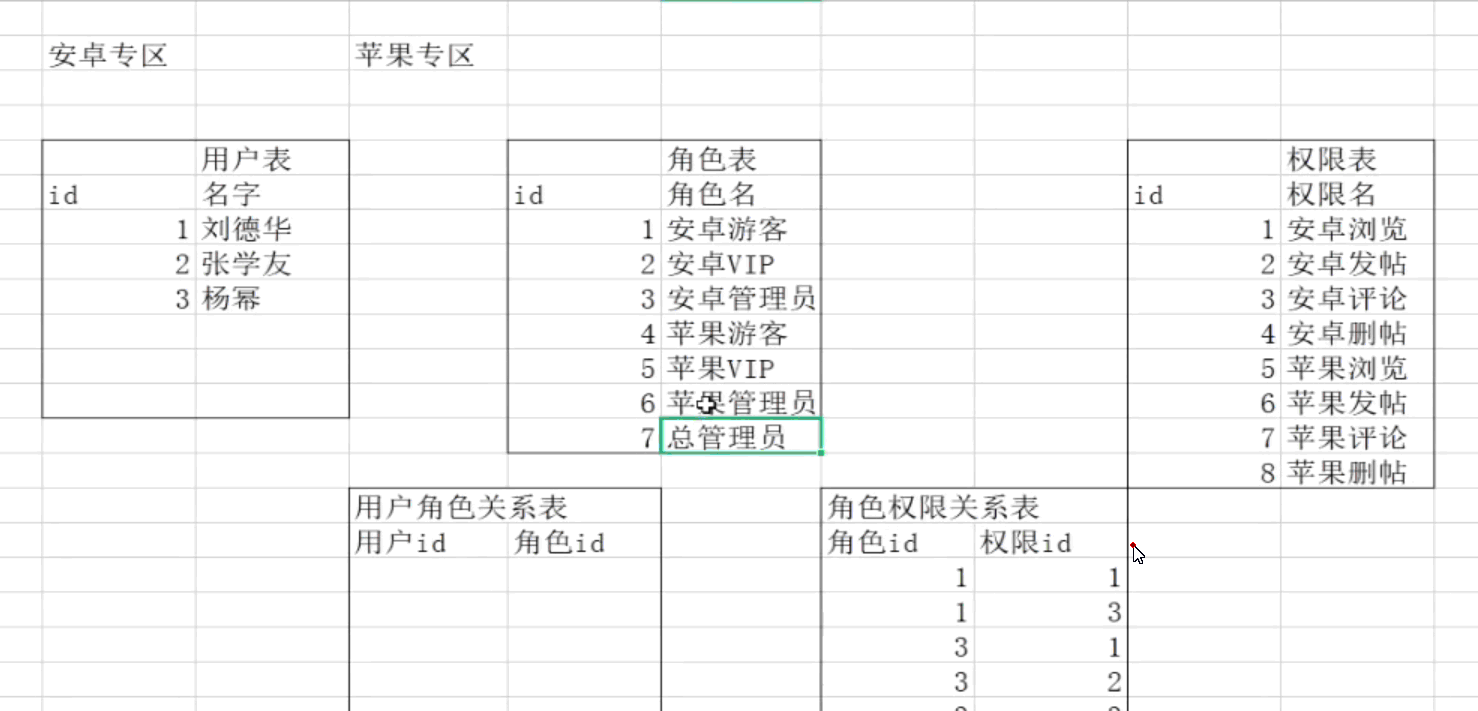 安卓专区 苹果专区
用户表 角色表 权限表
id 名字 id 角色名 id 权限名
1 刘德华 1 安卓游客 1 安卓浏览
2 张学友 2 安卓VIP 2 安卓发帖
3 杨幂 3 安卓管理员 3 安卓评论
4 苹果游客 4 安卓删帖
5 苹果VIP 5 苹果浏览
6 苹果管理员 6 苹果发帖
7 总管理员 7 苹果评论
8 苹果删帖
用户角色关系表 角色权限关系表
用户id 角色id 角色id 权限id
1 1
1 3
3 1
3 2